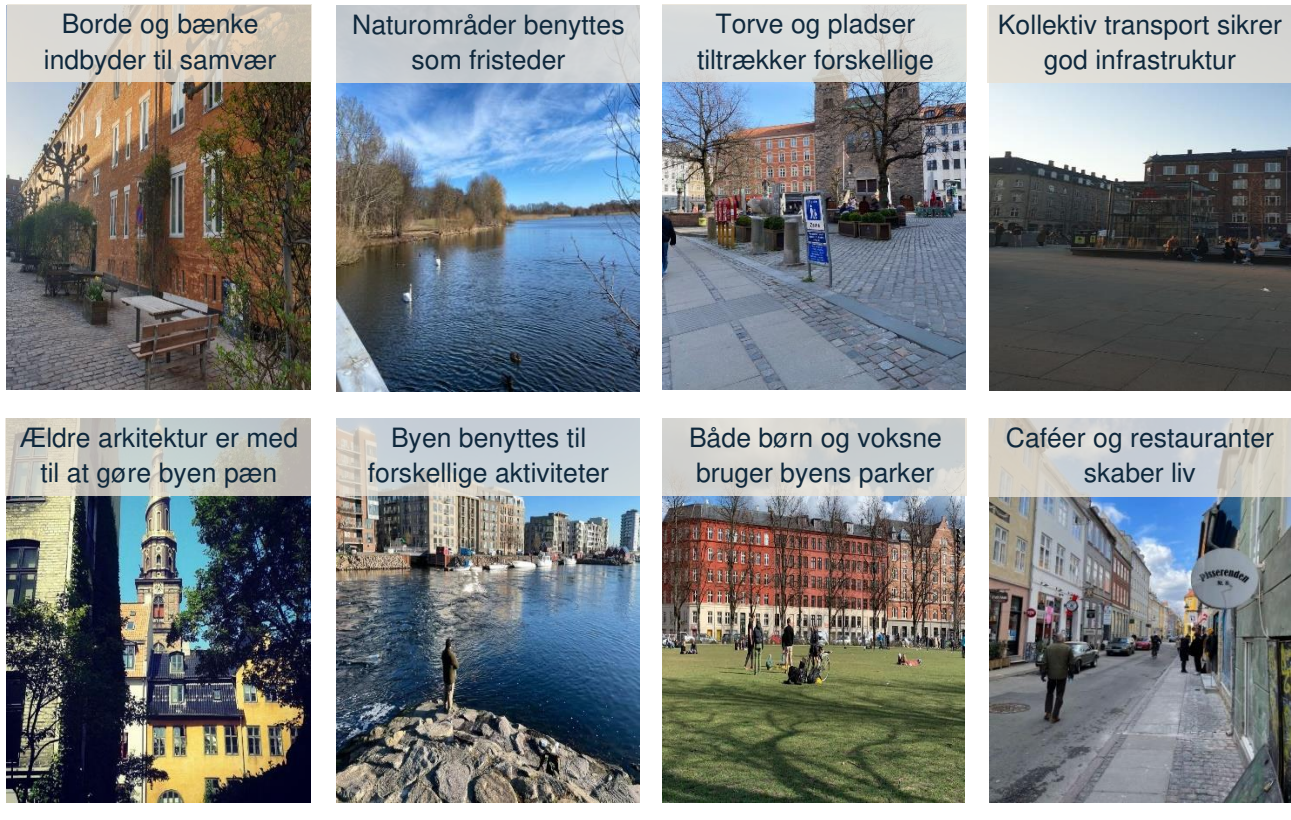 Borde og bænke
indbyder til samvær
Naturområder benyttes
som fristeder
Torve og pladser
tiltrækker forskellige
Kollektiv transport sikrer
god infrastruktur
ZONE
Ældre arkitektur er med
til at gøre byen pæn
Byen benyttes til
forskellige aktiviteter
Både børn og voksne
bruger byens parker
Caféer og restauranter
skaber liv
Pisserenden